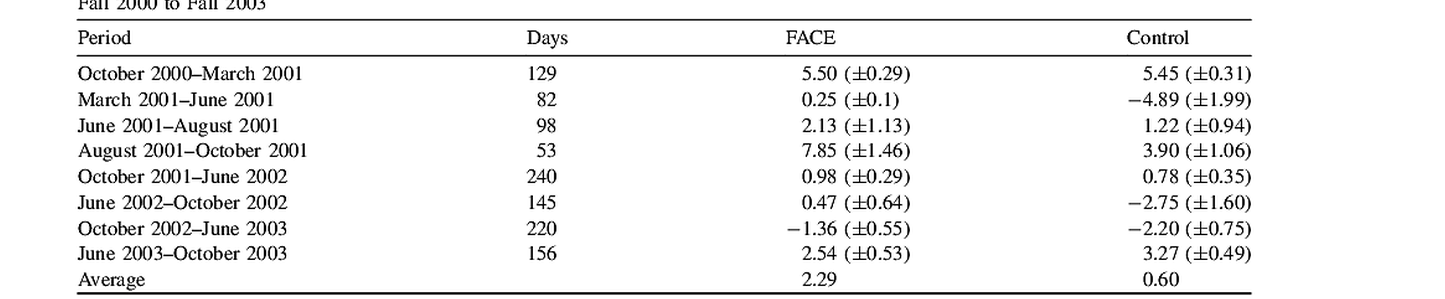 Fall 2000 to Fall 2003
Period Days FACE Control
October 2000–March 2001 129 5.50 (±0.29) 5.45 (±0.31)
March 2001–June 2001 82 0.25 (±0.1) −4.89 (±1.99)
June 2001–August 2001 98 2.13 (±1.13) 1.22 (±0.94)
August 2001–October 2001 53 7.85 (±1.46) 3.90 (±1.06)
October 2001–June 2002 240 0.98 (±0.29) 0.78 (±0.35)
June 2002–October 2002 145 0.47 (±0.64) −2.75 (±1.60)
October 2002–June 2003 220 −1.36 (±0.55) −2.20 (±0.75)
June 2003–October 2003 156 2.54 (±0.53) 3.27 (±0.49)
Average 2.29 0.60